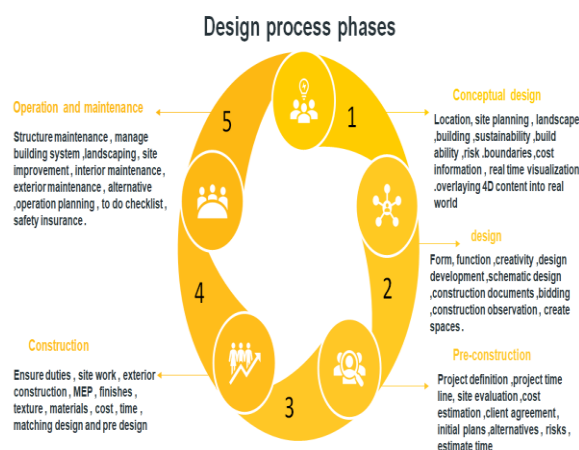 Design process phases
Conceptual design
Location, site planning , landscape
,building ,sustainability ,build
ability ,risk .boundaries ,cost
information , real time visualization
.overlaying 4D content into real
world
design
Form, function ,creativity ,design
development ,schematic design
,construction documents ,bidding
,construction observation , create
spaces .
Pre-construction
Project definition ,project time
line, site evaluation ,cost
estimation ,client agreement ,
initial plans ,alternatives , risks ,
estimate time
Construction
Ensure duties , site work , exterior
construction , MEP , finishes ,
texture , materials , cost , time ,
matching design and pre design
Operation and maintenance
Structure maintenance , manage
building system , landscaping , site
improvement , interior maintenance ,
exterior maintenance , alternative
,operation planning , to do checklist ,
safety insurance .
1
2
3
4
5